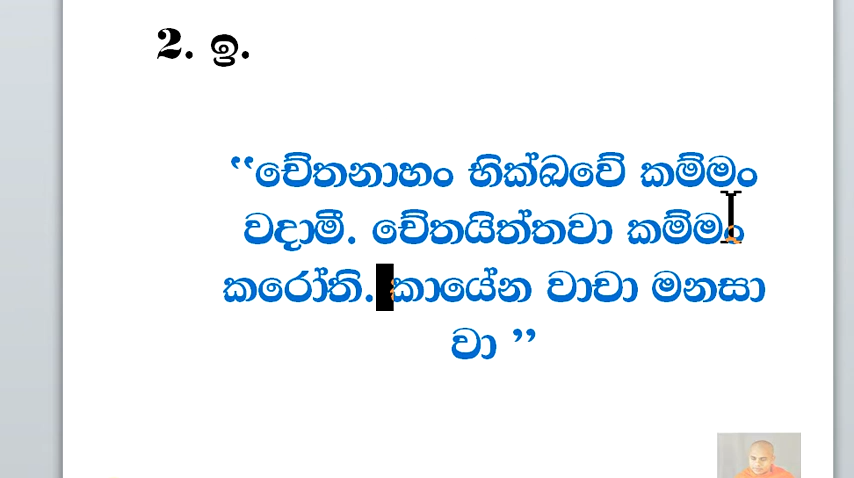 2. ඉ.
‘‘චේතනාහං භික්ඛවේ කම්මං
වදාමී. චේතයිත්තවා කම්මං
කරෝති. කායේන වාචා මනසා
වා ’’